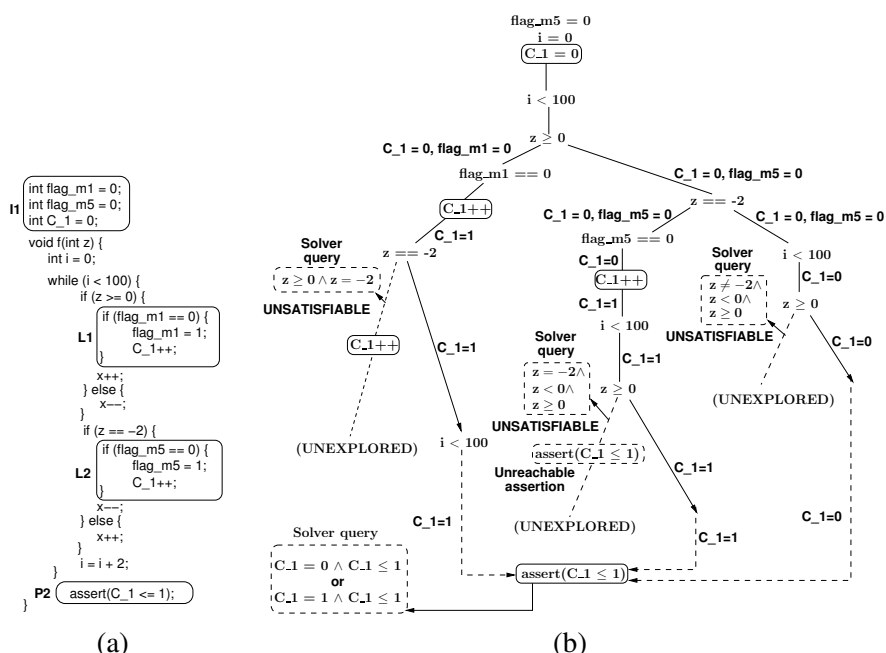 I1
int flag_m1 = 0;
int flag_m5 = 0;
int C_1 = 0;
void f(int z) {
int i = 0;
while (i < 100) {
if (z >= 0) {
L1
if (flag_m1 == 0) {
flag_m1 = 1;
C_1++;
}
x++;
} else {
x−−;
}
if (z == −2) {
L2
if (flag_m5 == 0) {
flag_m5 = 1;
C_1++;
}
x−−;
} else {
x++;
}
i = i + 2;
}
P2
assert(C_1 <= 1);
}
(a)
flag_m5 = 0
i = 0
C_1 = 0
i < 100
z ≥ 0
C_1 = 0, flag_m1 = 0
flag_m1 == 0
C_1++
C_1=1
z == -2
Solver
query
z ≥ 0 ∧ z = −2
UNSATISFIABLE
C_1++
(UNEXPLORED)
C_1=1
i < 100
C_1=1
C_1 = 0, flag_m5 = 0
z == -2
C_1 = 0, flag_m5 = 0
flag_m5 == 0
C_1=0
C_1++
C_1=1
i < 100
C_1=1
z ≥ 0
Solver
query
z = −2∧
z < 0∧
z ≥ 0
UNSATISFIABLE
assert(C_1 ≤ 1)
Unreachable
assertion
(UNEXPLORED)
C_1=1
C_1=1
C_1 = 0, flag_m5 = 0
i < 100
C_1=0
z ≥ 0
Solver
query
z ≠ −2∧
z < 0∧
z ≥ 0
UNSATISFIABLE
(UNEXPLORED)
C_1=0
C_1=0
Solver query
C_1 = 0 ∧ C_1 ≤ 1
or
C_1 = 1 ∧ C_1 ≤ 1
assert(C_1 ≤ 1)
(b)